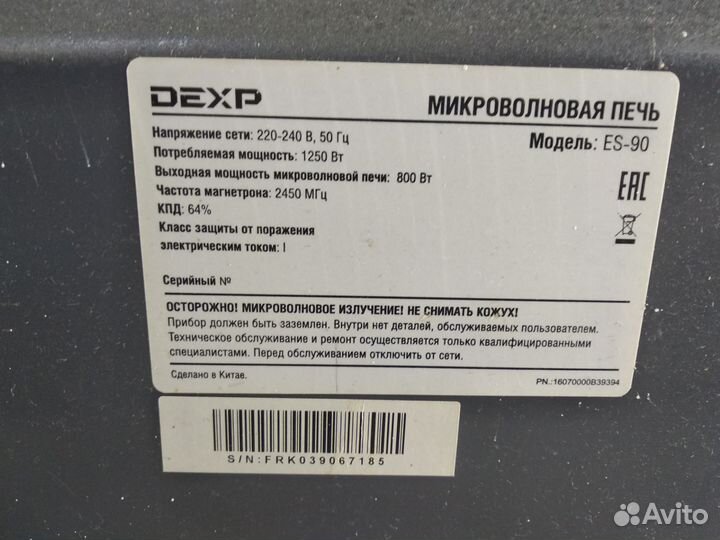 DEXP
МИКРОВОЛНОВАЯ ПЕЧЬ
Напряжение сети: 220-240 В, 50 Гц
Модель: ES-90
Потребляемая мощность: 1250 Вт
Выходная мощность микроволновой печи: 800 Вт
Частота магнетрона: 2450 МГц
КПД: 64%
Класс защиты от поражения
электрическим током: I
EAC
Серийный №
ОСТОРОЖНО! МИКРОВОЛНОВОЕ ИЗЛУЧЕНИЕ! НЕ СНИМАТЬ КОЖУХ!
Прибор должен быть заземлен. Внутри нет деталей, обслуживаемых пользователем.
Техническое обслуживание и ремонт осуществляется только квалифицированными
специалистами. Перед обслуживанием отключить от сети.
Сделано в Китае.
PN.:16070000B39394
S/N:FRK039067185
Avito